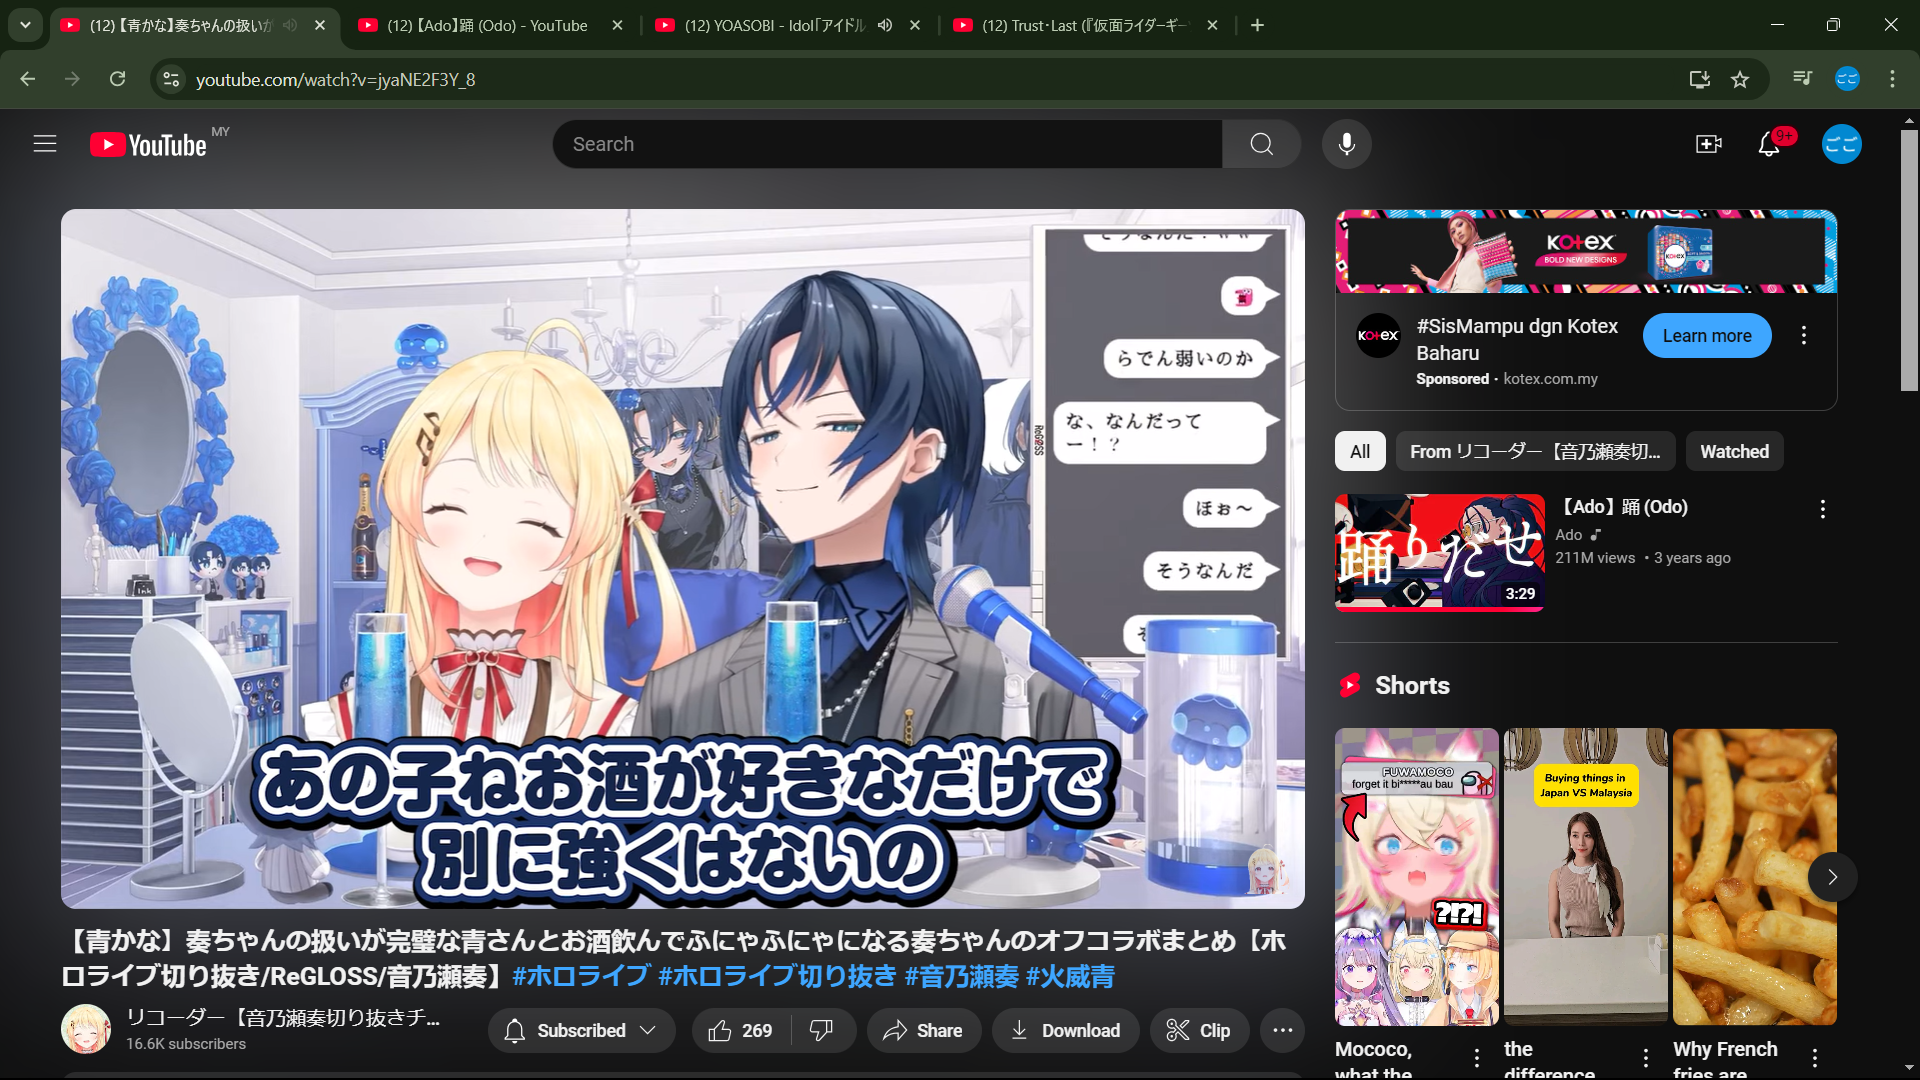 (12)【青かな】奏ちゃんの扱いが
(12)【Ado】踊 (Odo) - YouTube
(12) YOASOBI - Idol「アイドル
(12) Trust・Last (『仮面ライダーギー
youtube.com/watch?v=jyaNE2F3Y_8
YouTube
MY
Search
9+
ここ
らでん弱いのか
な、なんだって
ー！？
ほぉ～
そうなんだ
ReGLOSS
Ink
あの子ねお酒が好きなだけで
別に強くはないの
【青かな】奏ちゃんの扱いが完璧な青さんとお酒飲んでふにゃふにゃになる奏ちゃんのオフコラボまとめ【ホ
ロライブ切り抜き/ReGLOSS/音乃瀬奏】#ホロライブ #ホロライブ切り抜き #音乃瀬奏 #火威青
リコーダー【音乃瀬奏切り抜きチ...
16.6K subscribers
Subscribed
269
Share
Download
Clip
KOTEX
BOLD NEW DESIGNS
KOTEX
#SisMampu dgn Kotex
Baharu
Sponsored · kotex.com.my
Learn more
All
From リコーダー【音乃瀬奏切...
Watched
踊りだせ
3:29
【Ado】踊 (Odo)
Ado
211M views • 3 years ago
Shorts
FUWAMOCO
forget it bi*****au bau
?!?!
Buying things in
Japan VS Malaysia
Mococo,
what the
the
difference
Why French
fries are